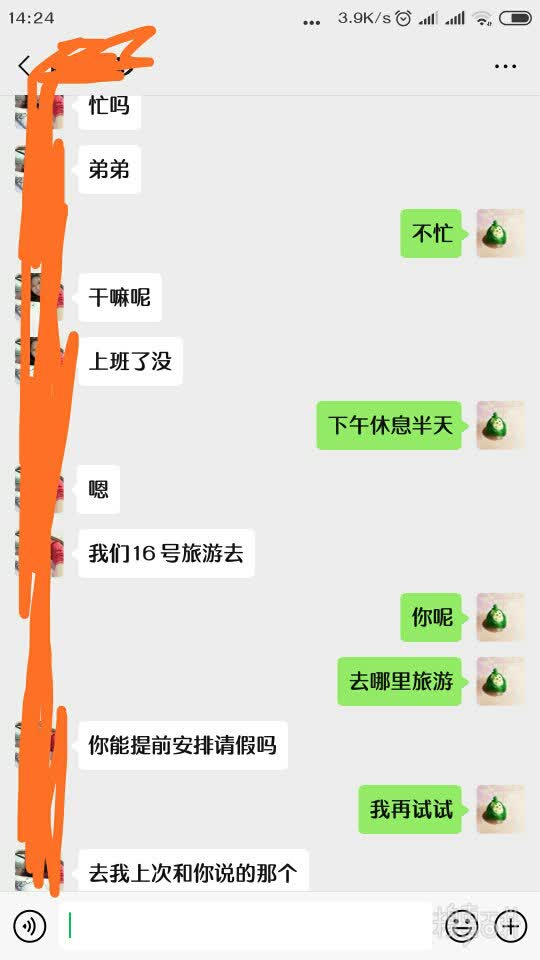 14:24
3.9K/s
忙吗
弟弟
不忙
干嘛呢
上班了没
下午休息半天
嗯
我们16号旅游去
你呢
去哪里旅游
你能提前安排请假吗
我再试试
去我上次和你说的那个